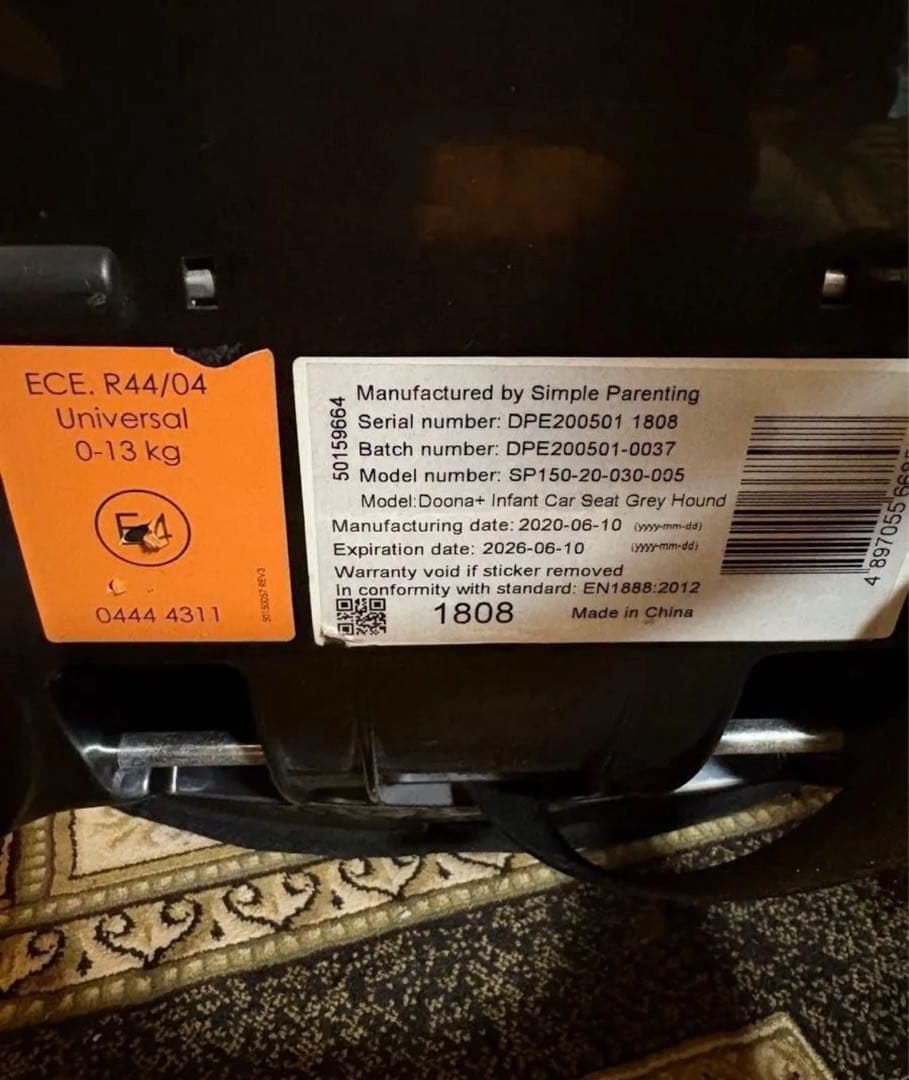 ECE. R44/04
Universal
0-13 kg
E4
0444 4311
50159664
Manufactured by Simple Parenting
Serial number: DPE200501 1808
Batch number: DPE200501-0037
Model number: SP150-20-030-005
Model:Doona+ Infant Car Seat Grey Hound
Manufacturing date: 2020-06-10 (yyyy-mm-dd)
Expiration date: 2026-06-10 (yyyy-mm-dd)
Warranty void if sticker removed
In conformity with standard: EN1888:2012
1808 Made in China
4 897055